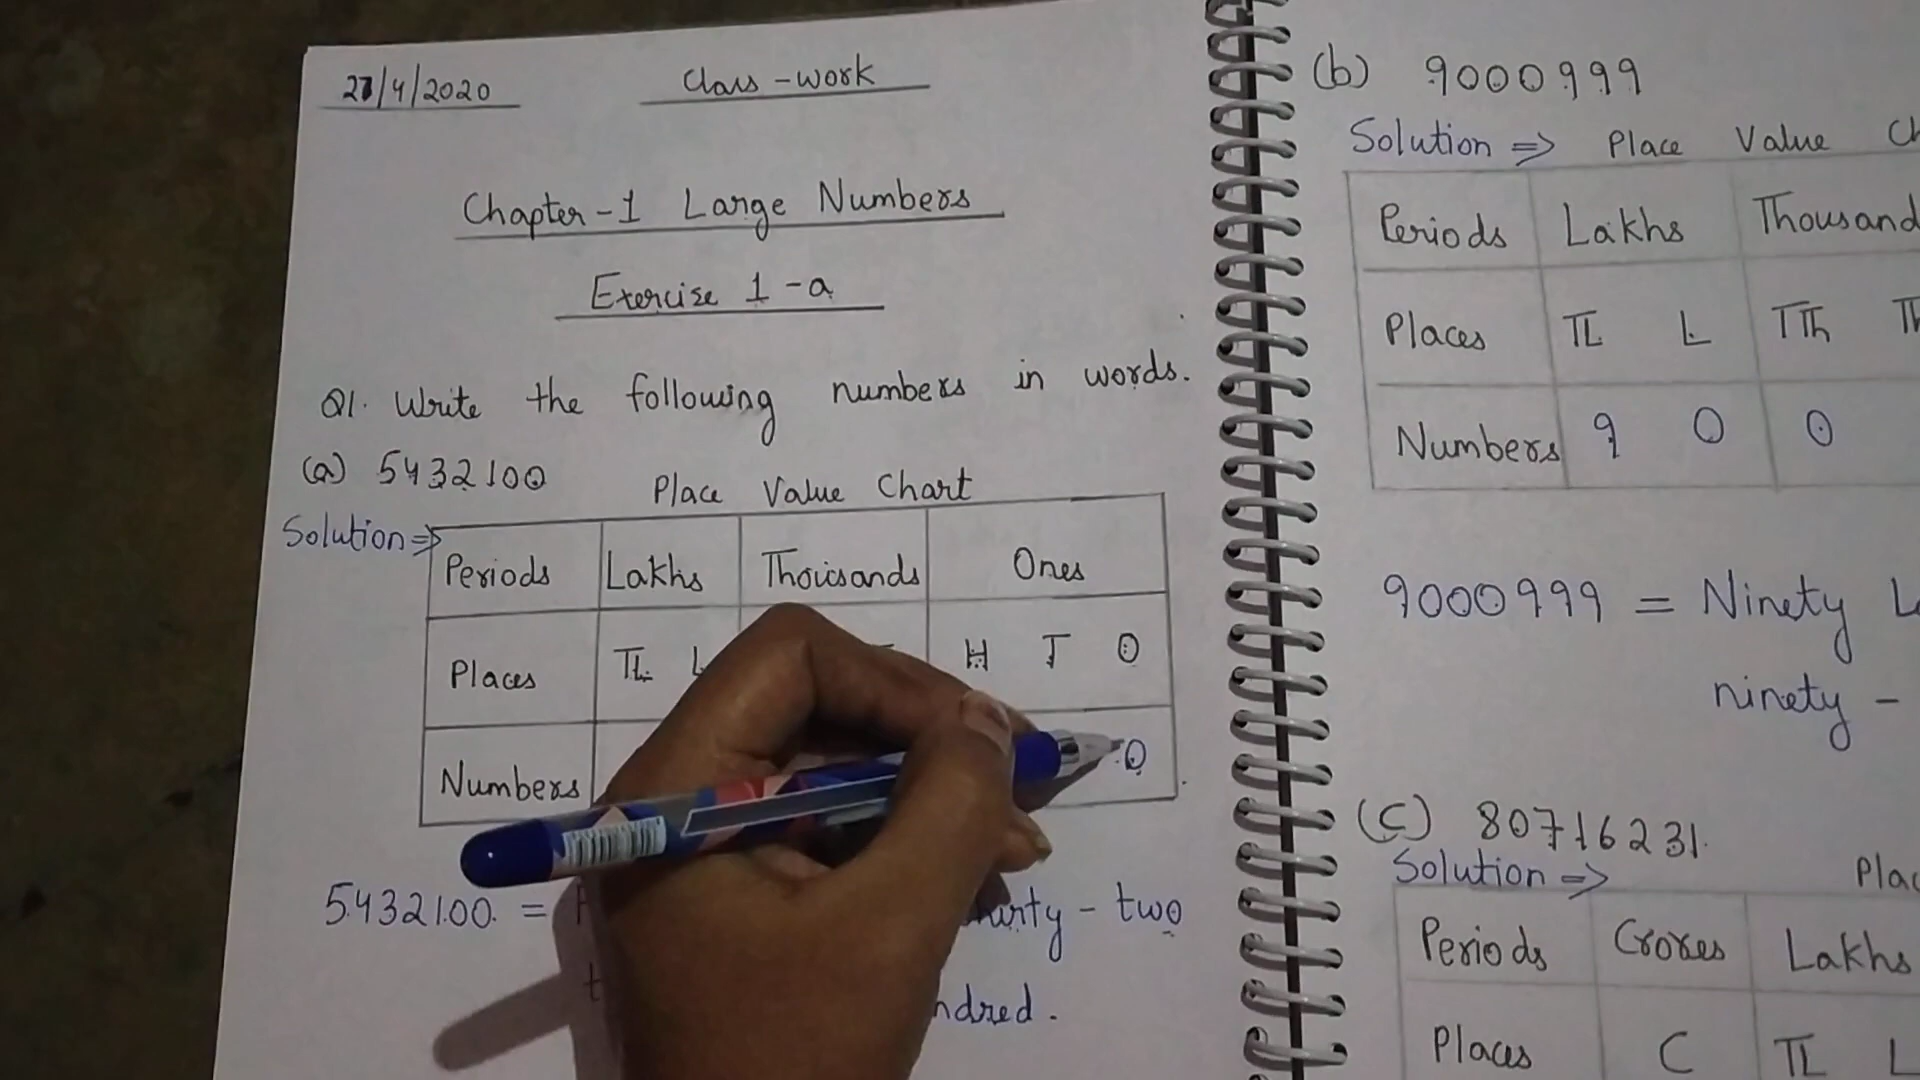 27/4/2020 Class-work
Chapter-1 Large Numbers
Exercise 1-a
Q1. Write the following numbers in words.
(a) 5432100
Place Value Chart
Solution ⇒
Periods Lakhs Thousands Ones
Places TL L H T O
Numbers 0
5432100 = thirty-two
(b) 9000999
Solution ⇒ Place Value
Periods Lakhs Thousand
Places TL L TTh
Numbers 9 0 0
9000999 = Ninety
ninety -
(c) 80716231
Solution ⇒
Periods Crores Lakhs
Places C TL L